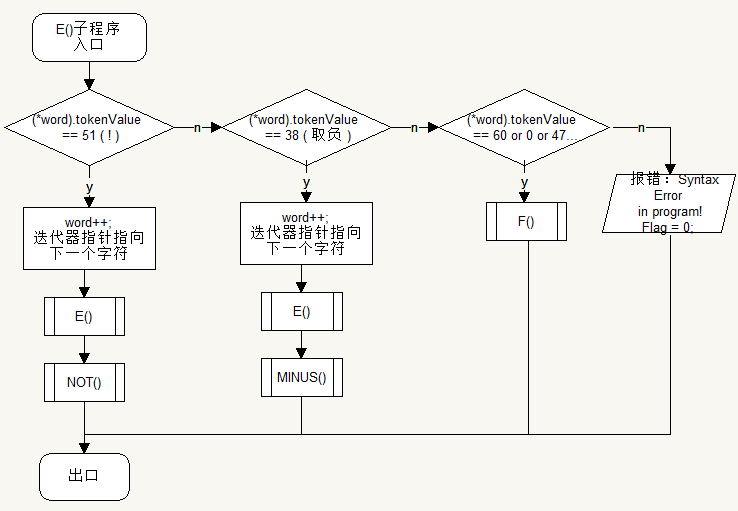 E()子程序
入口
(*word).tokenValue
== 51 ( ! )
n
(*word).tokenValue
== 38 ( 取负 )
n
(*word).tokenValue
== 60 or 0 or 47...
n
y
y
y
报错：Syntax
Error
in program!
Flag = 0;
word++;
迭代器指针指向
下一个字符
word++;
迭代器指针指向
下一个字符
F()
E()
E()
NOT()
MINUS()
出口